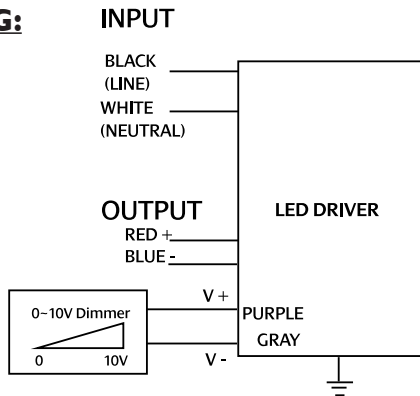 G:
INPUT
BLACK
(LINE)
WHITE
(NEUTRAL)
OUTPUT
RED +
BLUE -
LED DRIVER
V +
PURPLE
0~10V Dimmer
GRAY
0
10V
V -